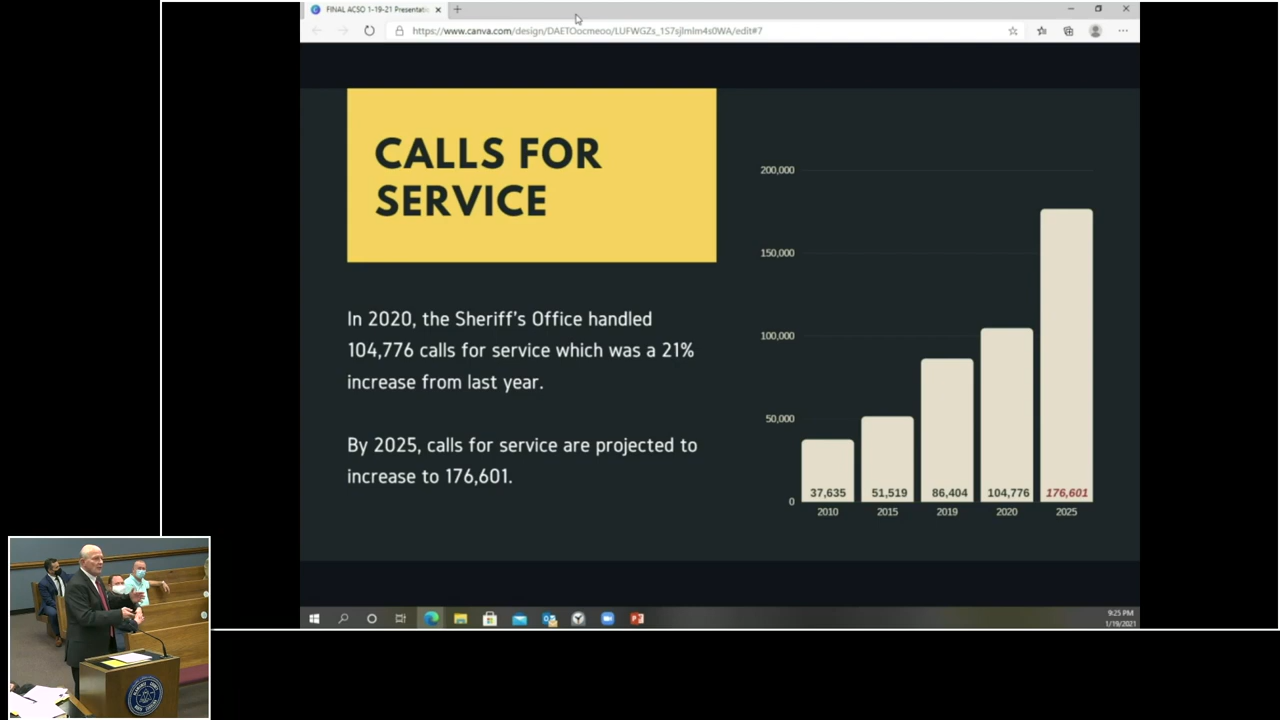 FINAL ACSO 1-19-21 Presentati
https://www.canva.com/design/DAETOocmeoo/LUFWGZs_1S7sjlmlm4s0WA/edit#7
CALLS FOR
SERVICE
In 2020, the Sheriff's Office handled
104,776 calls for service which was a 21%
increase from last year.
By 2025, calls for service are projected to
increase to 176,601.
200,000
150,000
100,000
50,000
0
37,635
51,519
86,404
104,776
176,601
2010
2015
2019
2020
2025
9:25 PM
1/19/2021